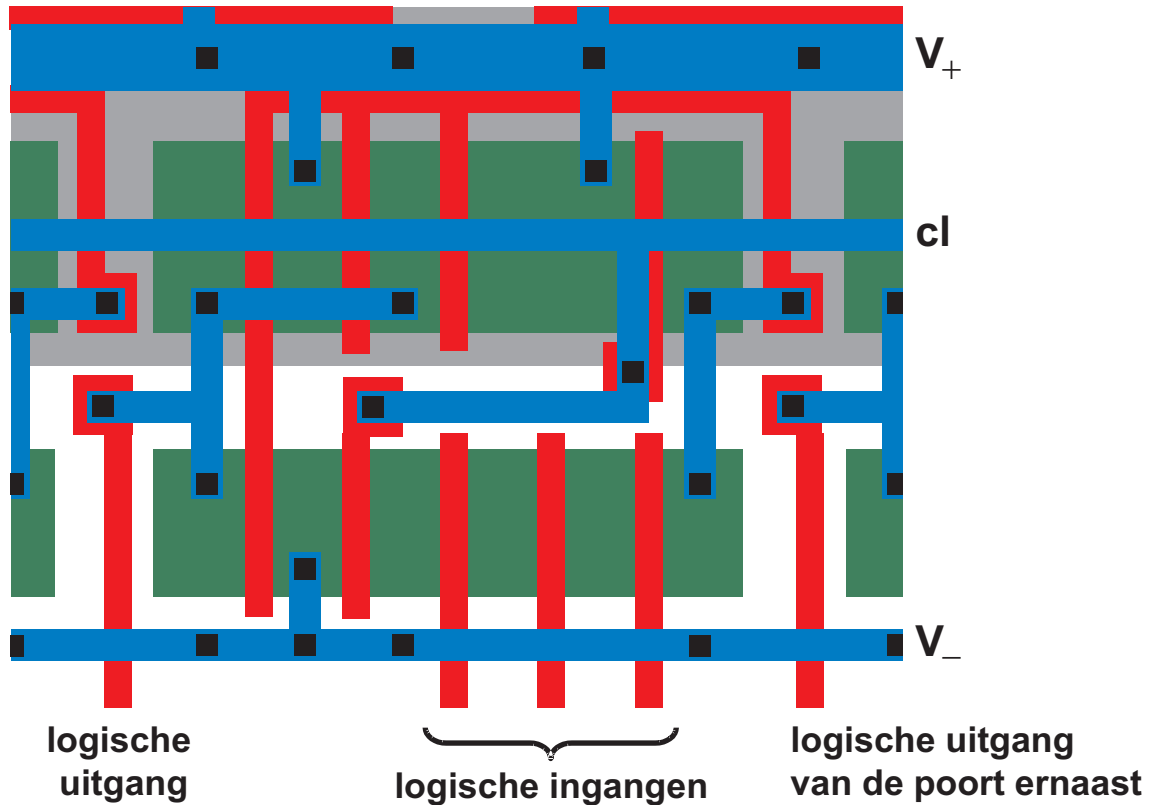 V+
cl
V–
logische
uitgang
logische ingangen
logische uitgang
van de poort ernaast